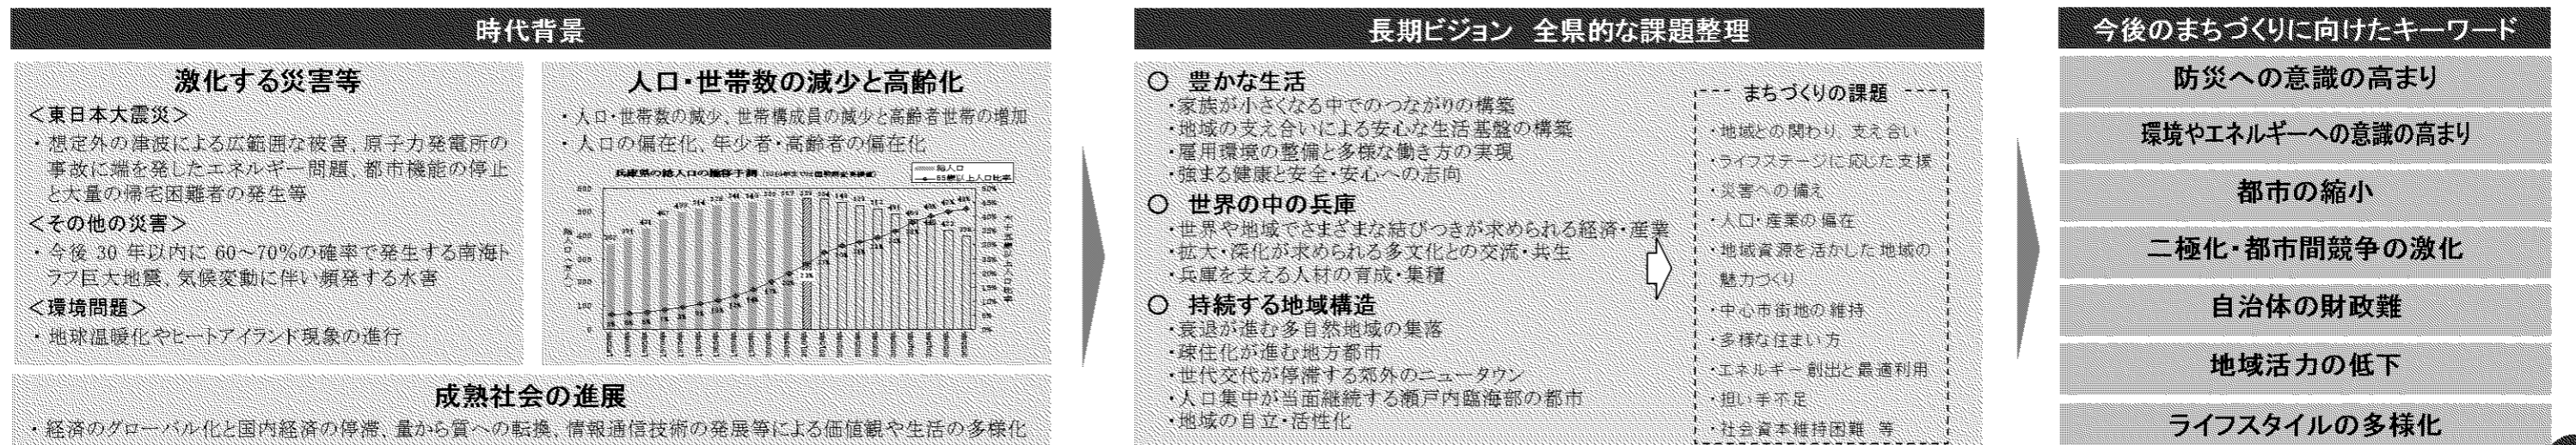 時代背景
激化する災害等
<東日本大震災>
・想定外の津波による広範囲な被害、原子力発電所の
事故に端を発したエネルギー問題、都市機能の停止
と大量の帰宅困難者の発生等
<その他の災害>
・今後 30 年以内に 60～70%の確率で発生する南海ト
ラフ巨大地震、気候変動に伴い頻発する水害
<環境問題>
・地球温暖化やヒートアイランド現象の進行
人口・世帯数の減少と高齢化
・人口・世帯数の減少、世帯構成員の減少と高齢者世帯の増加
・人口の偏在化、年少者・高齢者の偏在化
兵庫県の総人口の推移予測
総人口
65歳以上人口比率
成熟社会の進展
・経済のグローバル化と国内経済の停滞、量から質への転換、情報通信技術の発展等による価値観や生活の多様化
長期ビジョン 全県的な課題整理
○ 豊かな生活
・家族が小さくなる中でのつながりの構築
・地域の支え合いによる安心な生活基盤の構築
・雇用環境の整備と多様な働き方の実現
・強まる健康と安全・安心への志向
○ 世界の中の兵庫
・世界や地域でさまざまな結びつきが求められる経済・産業
・拡大・深化が求められる多文化との交流・共生
・兵庫を支える人材の育成・集積
○ 持続する地域構造
・衰退が進む多自然地域の集落
・疎住化が進む地方都市
・世代交代が停滞する郊外のニュータウン
・人口集中が当面継続する瀬戸内臨海部の都市
・地域の自立・活性化
まちづくりの課題
・地域との関わり、支え合い
・ライフステージに応じた支援
・災害への備え
・人口・産業の偏在
・地域資源を活かした地域の
魅力づくり
・中心市街地の維持
・多様な住まい方
・エネルギー創出と最適利用
・担い手不足
・社会資本維持困難 等
今後のまちづくりに向けたキーワード
防災への意識の高まり
環境やエネルギーへの意識の高まり
都市の縮小
二極化・都市間競争の激化
自治体の財政難
地域活力の低下
ライフスタイルの多様化